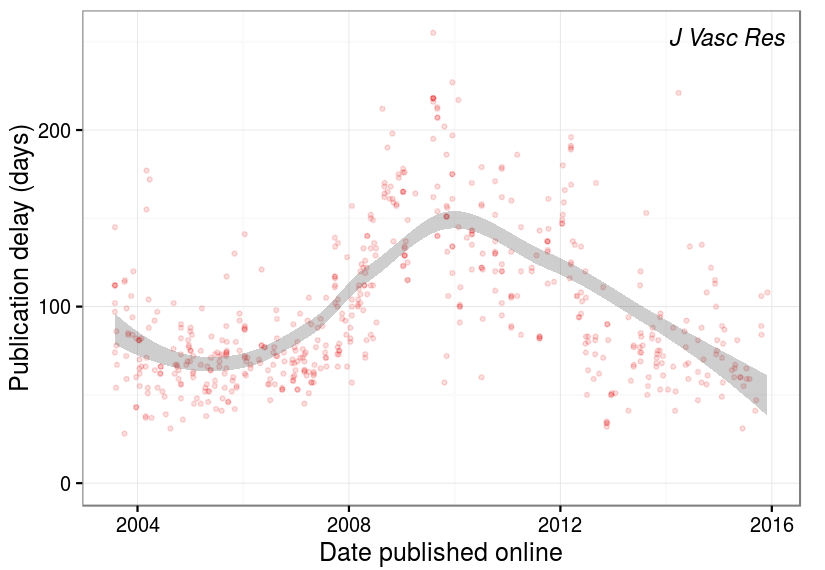 J Vasc Res
Publication delay (days)
200
100
0
2004 2008 2012 2016
Date published online